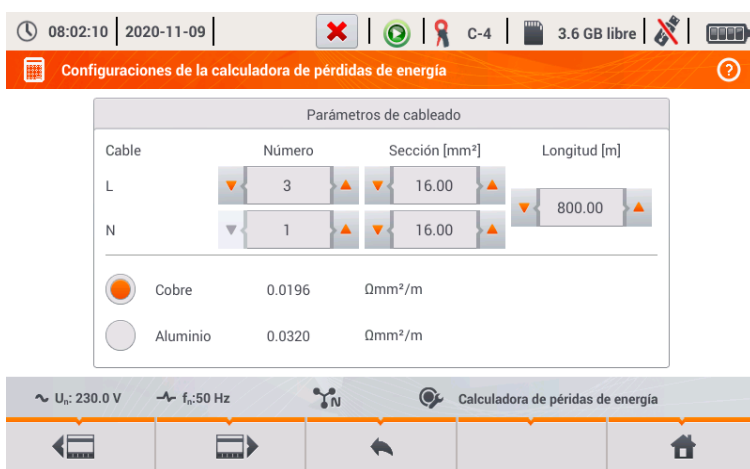 08:02:10 2020-11-09 C-4 3.6 GB libre
Configuraciones de la calculadora de pérdidas de energía ?
Parámetros de cableado
Cable Número Sección [mm²] Longitud [m]
L 3 16.00
800.00
N 1 16.00
Cobre 0.0196 Ωmm²/m
Aluminio 0.0320 Ωmm²/m
Uₙ: 230.0 V fₙ:50 Hz N Calculadora de péridas de energía